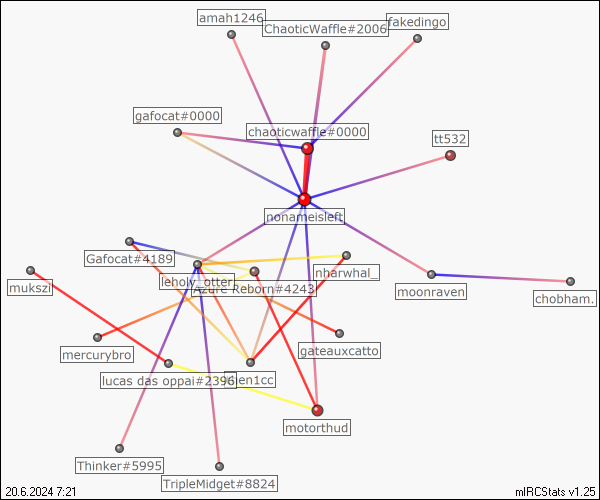 amah1246
ChaoticWaffle#2006
fakedingo
gafocat#0000
chaoticwaffle#0000
tt532
nonameisleft
Gafocat#4189
nharwhal_
leholy_otter
Azure Reborn#4243
mukszi
moonraven
chobham.
mercurybro
gateauxcatto
lucas das oppai#2396
motorthud
Thinker#5995
TripleMidget#8824
20.6.2024 7:21
mIRCStats v1.25